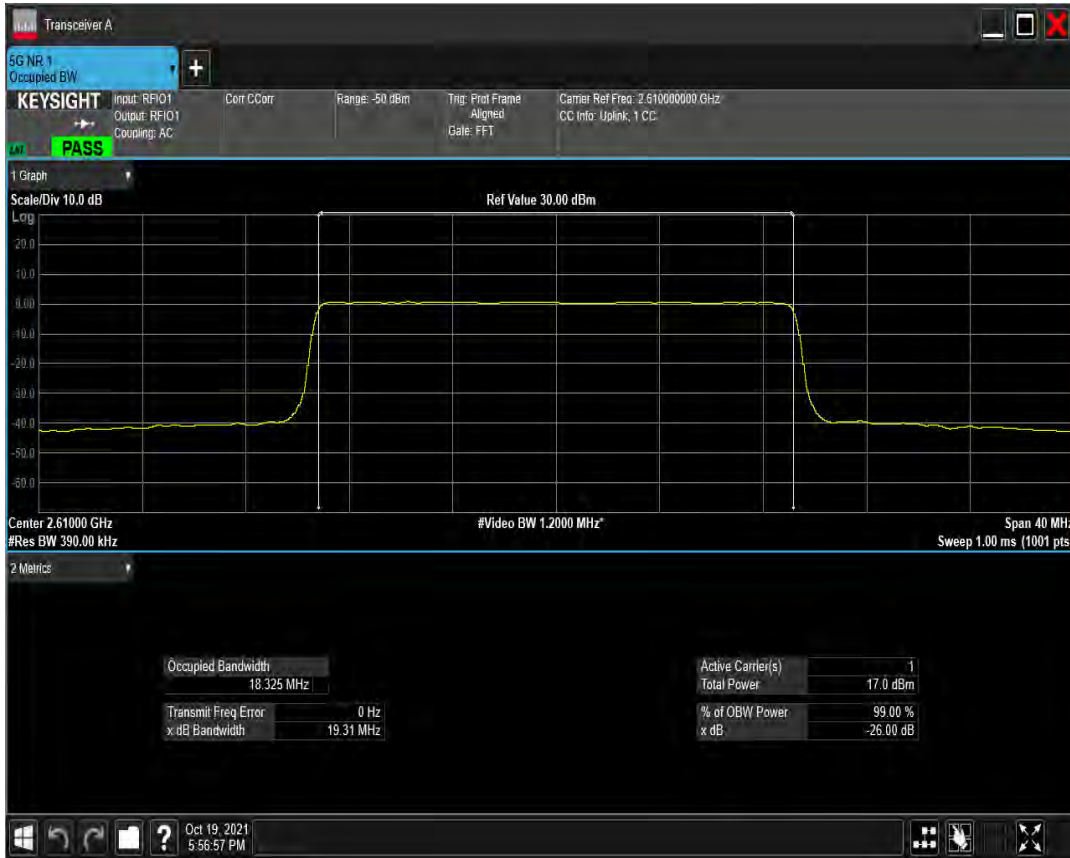 Transceiver A
5G NR 1
Occupied BW
+
KEYSIGHT
Input: RFIO1
Output: RFIO1
Coupling: AC
Corr CCorr
Range: -50 dBm
Trig: Prot Frame
Aligned
Gate: FFT
Carrier Ref Freq: 2.610000000 GHz
CC Info: Uplink, 1 CC
PASS
1 Graph
Scale/Div 10.0 dB
Ref Value 30.00 dBm
Log
20.0
10.0
0.00
-10.0
-20.0
-30.0
-40.0
-50.0
-60.0
Center 2.61000 GHz
#Video BW 1.2000 MHz*
Span 40 MHz
#Res BW 390.00 kHz
Sweep 1.00 ms (1001 pts
2 Metrics
Occupied Bandwidth
18.325 MHz
Transmit Freq Error 0 Hz
x dB Bandwidth 19.31 MHz
Active Carrier(s) 1
Total Power 17.0 dBm
% of OBW Power 99.00 %
x dB -26.00 dB
?
Oct 19, 2021
5:56:57 PM